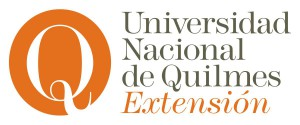 Q
Universidad
Nacional
de Quilmes
Extensión